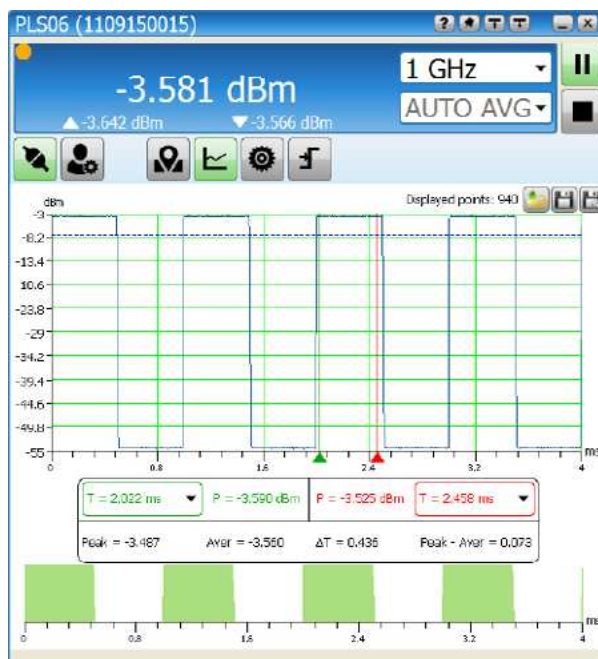 PLS06 (1109150015)
1 GHz
-3.581 dBm
▲ -3.642 dBm ▼ -3.566 dBm
AUTO AVG
dBm
Displayed points: 940
-3
-8.2
-13.4
10.6
-23.8
-29
-34.2
-39.4
-44.6
-49.8
-55
ms
0 0.8 1.6 2.4 3.2 4
T = 2.022 ms P = -3.590 dBm P = -3.525 dBm T = 2.458 ms
Peak = -3.487 Aver = -3.560 ΔT = 0.436 Peak - Aver = 0.073
ms
0 0.8 1.6 2.4 3.2 4